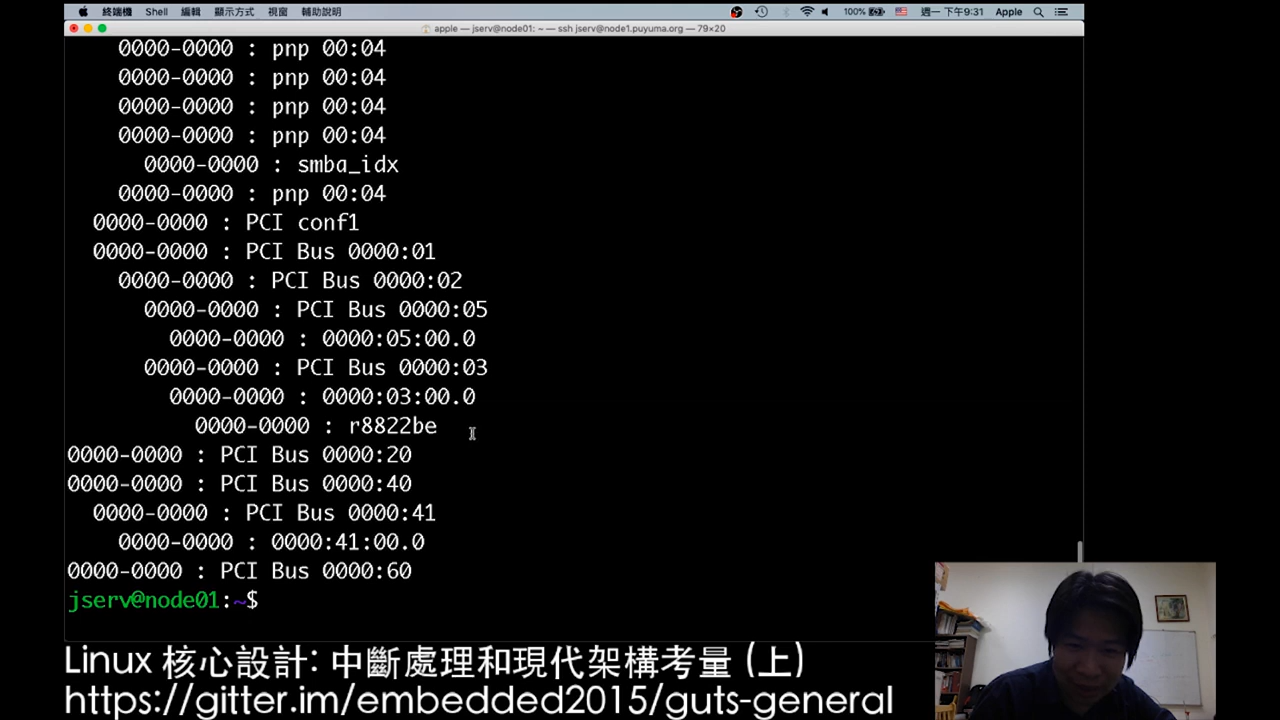 終端機 Shell 編輯 顯示方式 視窗 輔助說明 100% 週一 下午9:31 Apple
apple — jserv@node01: ~ — ssh jserv@node1.puyuma.org — 79×20
0000-0000 : pnp 00:04
0000-0000 : pnp 00:04
0000-0000 : pnp 00:04
0000-0000 : pnp 00:04
0000-0000 : smba_idx
0000-0000 : pnp 00:04
0000-0000 : PCI conf1
0000-0000 : PCI Bus 0000:01
0000-0000 : PCI Bus 0000:02
0000-0000 : PCI Bus 0000:05
0000-0000 : 0000:05:00.0
0000-0000 : PCI Bus 0000:03
0000-0000 : 0000:03:00.0
0000-0000 : r8822be
0000-0000 : PCI Bus 0000:20
0000-0000 : PCI Bus 0000:40
0000-0000 : PCI Bus 0000:41
0000-0000 : 0000:41:00.0
0000-0000 : PCI Bus 0000:60
jserv@node01:~$
Linux 核心設計: 中斷處理和現代架構考量 (上)
https://gitter.im/embedded2015/guts-general